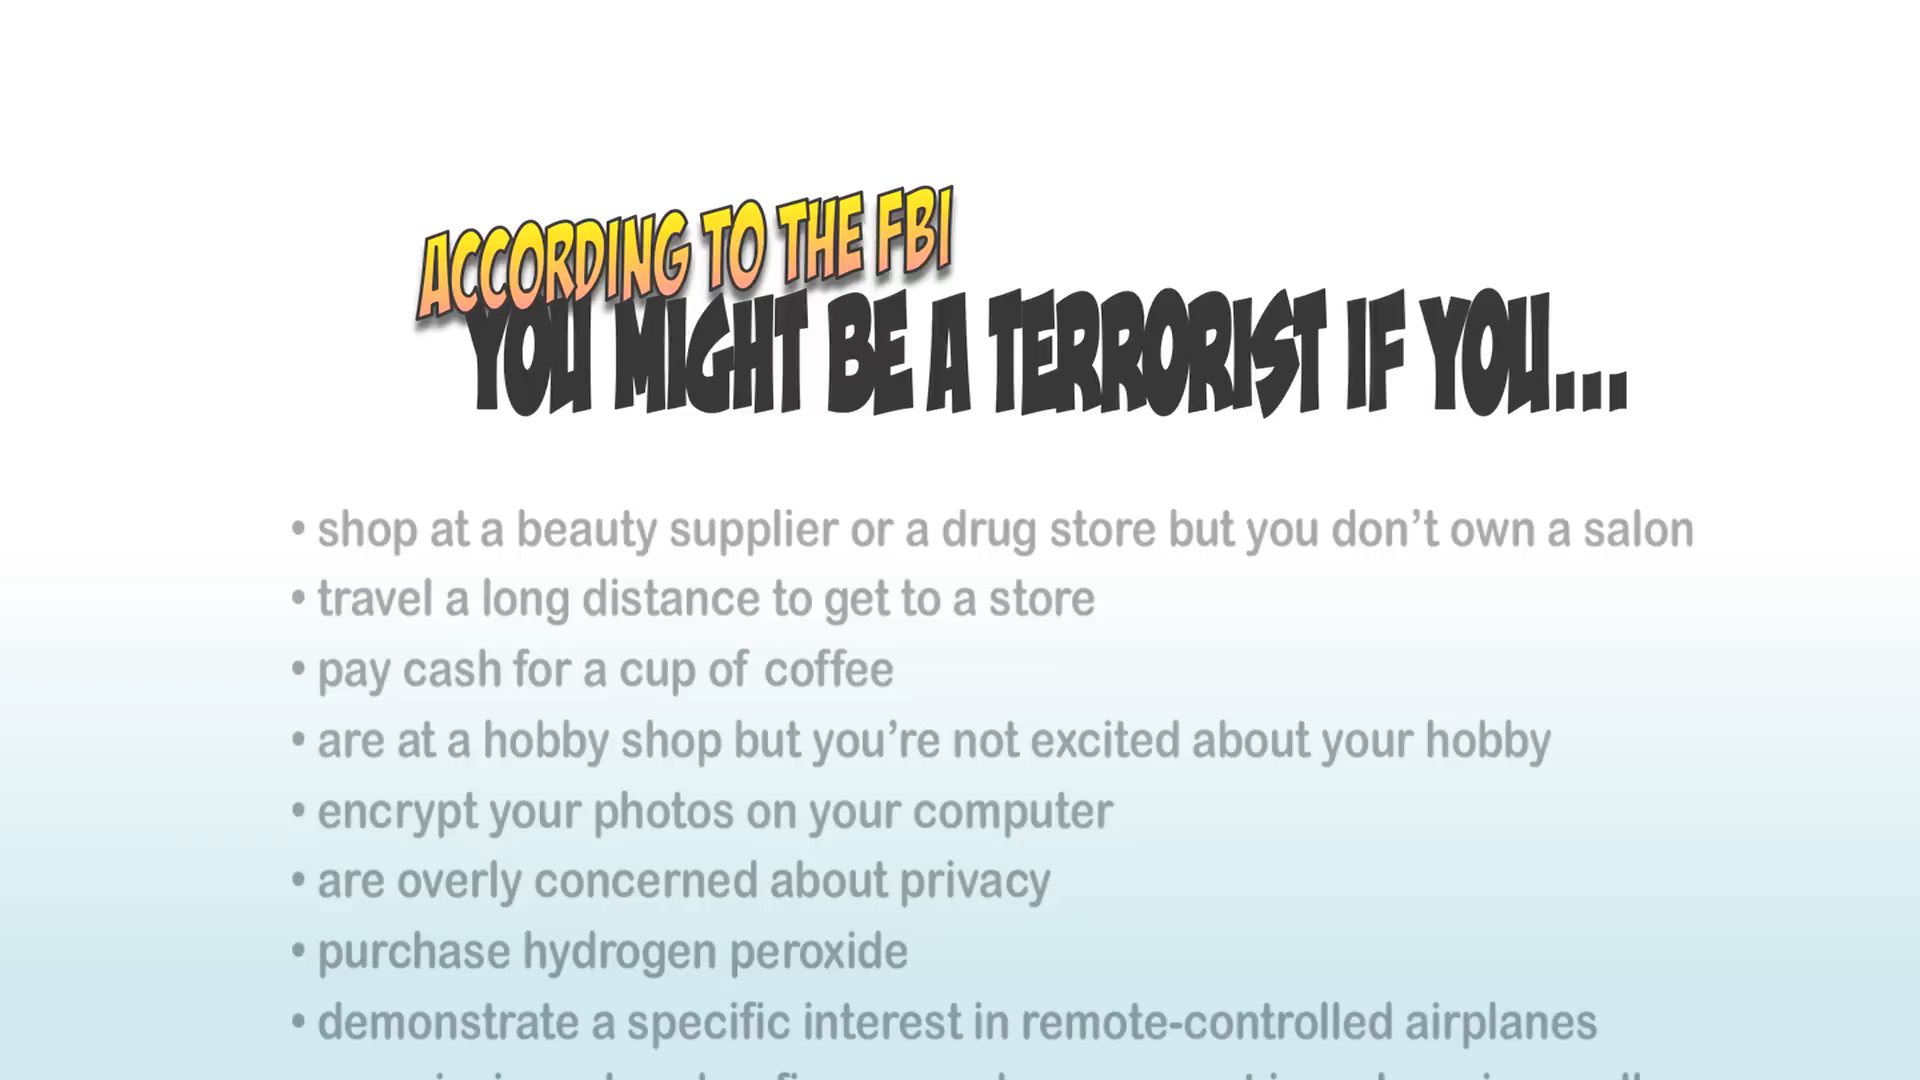 ACCORDING TO THE FBI
YOU MIGHT BE A TERRORIST IF YOU...
• shop at a beauty supplier or a drug store but you don’t own a salon
• travel a long distance to get to a store
• pay cash for a cup of coffee
• are at a hobby shop but you’re not excited about your hobby
• encrypt your photos on your computer
• are overly concerned about privacy
• purchase hydrogen peroxide
• demonstrate a specific interest in remote-controlled airplanes